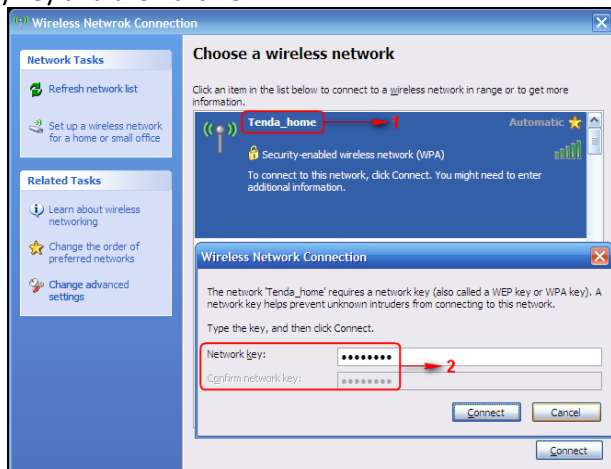 Wireless Netwrok Connection
Network Tasks
Refresh network list
Set up a wireless network
for a home or small office
Related Tasks
Learn about wireless
networking
Change the order of
preferred networks
Change advanced
settings
Choose a wireless network
Click an item in the list below to connect to a wireless network in range or to get more
information.
Tenda_home
1
Automatic
Security-enabled wireless network (WPA)
To connect to this network, click Connect. You might need to enter
additional information.
Wireless Network Connection
The network 'Tenda_home' requires a network key (also called a WEP key or WPA key). A
network key helps prevent unknown intruders from connecting to this network.
Type the key, and then click Connect.
Network key:
••••••••
2
Confirm network key:
••••••••
Connect
Cancel
Connect